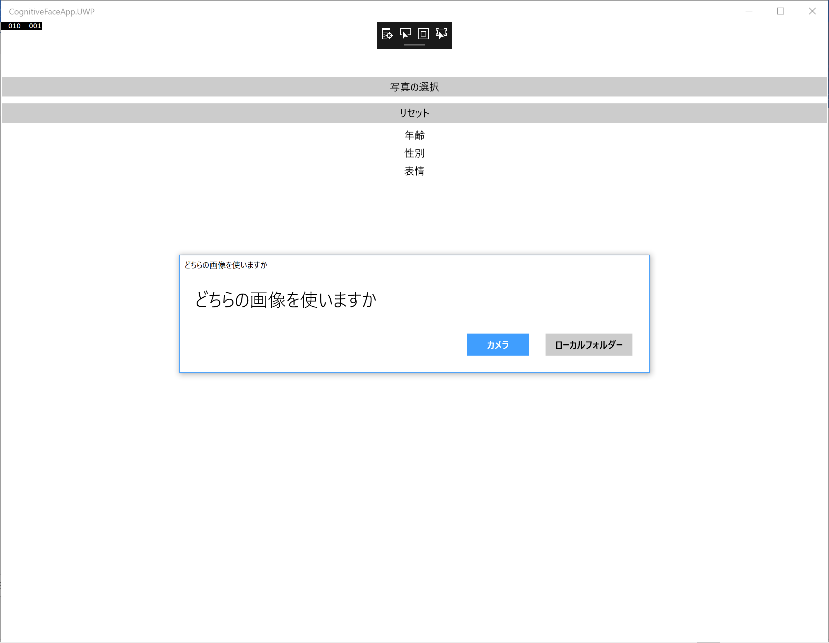 CognitiveFaceApp.UWP
010 001
写真の選択
リセット
年齢
性別
表情
どちらの画像を使いますか
どちらの画像を使いますか
カメラ ローカルフォルダー